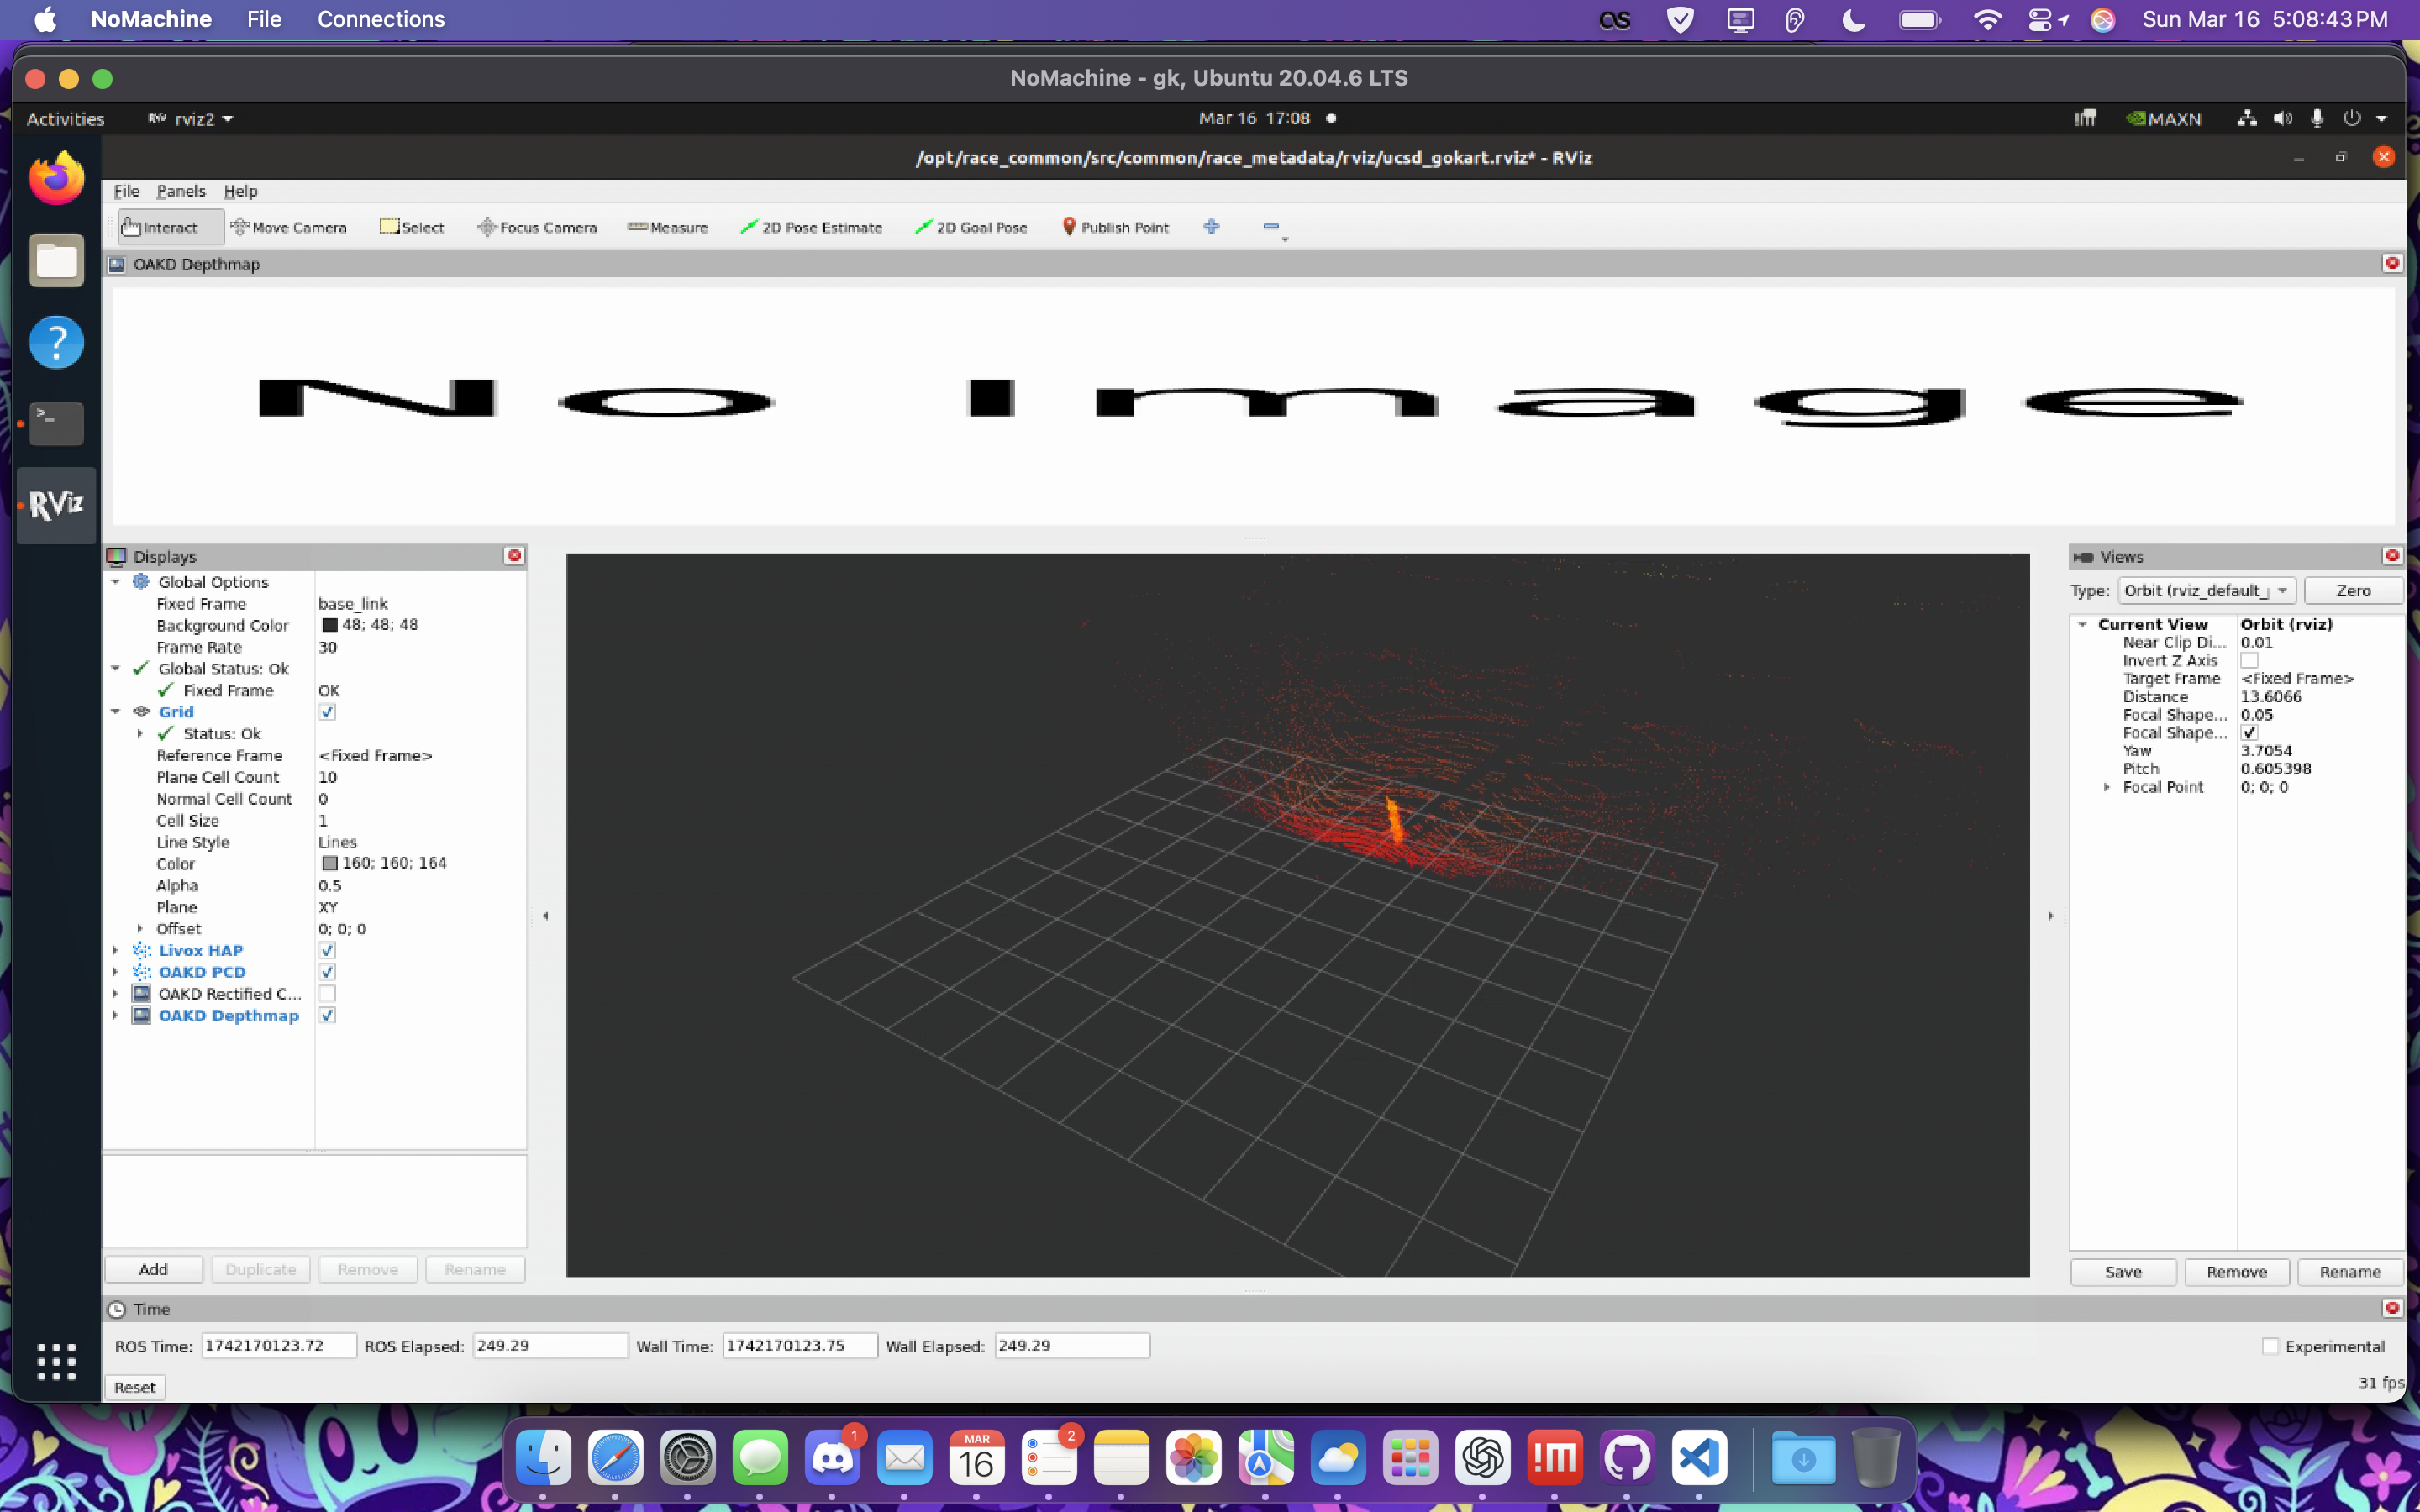 NoMachine File Connections Sun Mar 16 5:08:43 PM
NoMachine - gk, Ubuntu 20.04.6 LTS
Activities rviz2 Mar 16 17:08 MAXN
/opt/race_common/src/common/race_metadata/rviz/ucsd_gokart.rviz* - RViz
File Panels Help
Interact Move Camera Select Focus Camera Measure 2D Pose Estimate 2D Goal Pose Publish Point
OAKD Depthmap
No Image
RViz
Displays
Global Options
Fixed Frame base_link
Background Color 48; 48; 48
Frame Rate 30
Global Status: Ok
Fixed Frame OK
Grid
Status: Ok
Reference Frame <Fixed Frame>
Plane Cell Count 10
Normal Cell Count 0
Cell Size 1
Line Style Lines
Color 160; 160; 164
Alpha 0.5
Plane XY
Offset 0; 0; 0
Livox HAP
OAKD PCD
OAKD Rectified C...
OAKD Depthmap
Add Duplicate Remove Rename
Views
Type: Orbit (rviz_default_ Zero
Current View Orbit (rviz)
Near Clip Di... 0.01
Invert Z Axis
Target Frame <Fixed Frame>
Distance 13.6066
Focal Shape... 0.05
Focal Shape...
Yaw 3.7054
Pitch 0.605398
Focal Point 0; 0; 0
Save Remove Rename
Time
ROS Time: 1742170123.72 ROS Elapsed: 249.29 Wall Time: 1742170123.75 Wall Elapsed: 249.29 Experimental
Reset 31 fps
1
MAR
16
2
!m